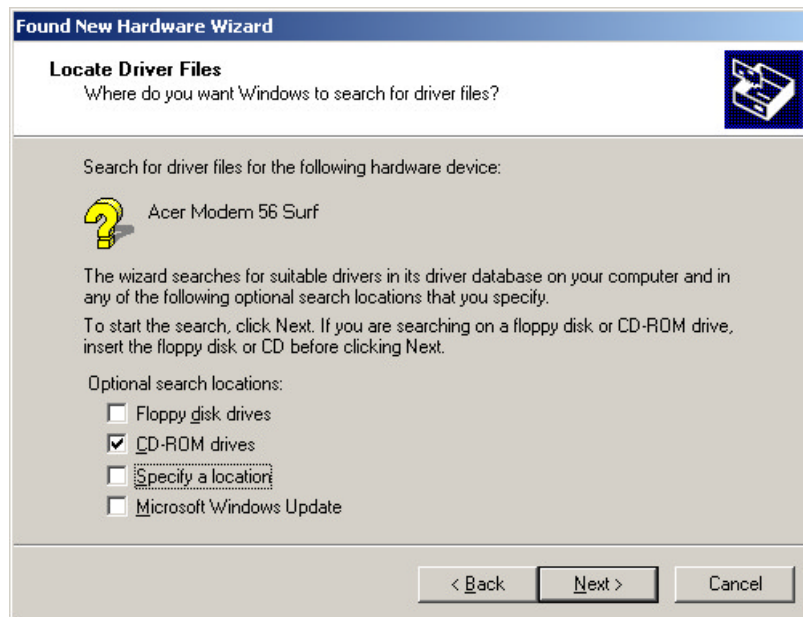 Found New Hardware Wizard
Locate Driver Files
Where do you want Windows to search for driver files?
Search for driver files for the following hardware device:
Acer Modem 56 Surf
The wizard searches for suitable drivers in its driver database on your computer and in
any of the following optional search locations that you specify.
To start the search, click Next. If you are searching on a floppy disk or CD-ROM drive,
insert the floppy disk or CD before clicking Next.
Optional search locations:
Floppy disk drives
CD-ROM drives
Specify a location
Microsoft Windows Update
< Back Next > Cancel